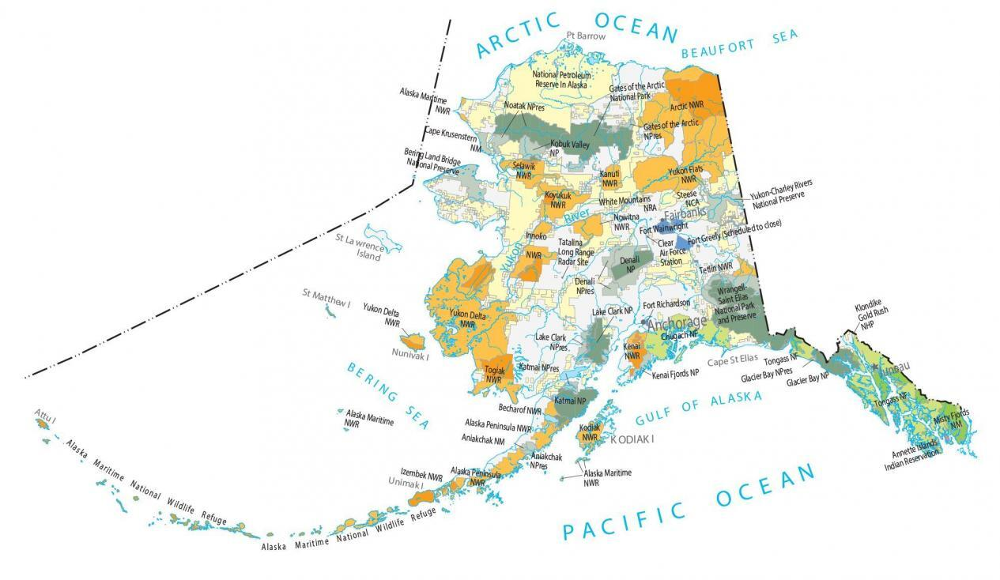 ARCTIC OCEAN
Pt Barrow
BEAUFORT SEA
National Petroleum
Reserve In Alaska
Gates of the Arctic
National Park
Alaska Maritime
NWR
Noatak NPres
Arctic NWR
Gates of the Arctic
NPres
Cape Krusenstern
NM
Kobuk Valley
NP
Bering Land Bridge
National Preserve
Selawik
NWR
Kanuti
NWR
Yukon Flats
NWR
Koyukuk
NWR
White Mountains
NRA
Steese
NCA
Yukon-Charley Rivers
National Preserve
River
Nowitna
NWR
Fairbanks
Fort Wainwright
Fort Greely (Scheduled to close)
St Lawrence
Island
Innoko
NWR
Tatalina
Long Range
Radar Site
Clear
Air Force
Station
Yukon
Denali
NP
Tetlin NWR
Denali
NPres
St Matthew I
Yukon Delta
NWR
Yukon Delta
NWR
Lake Clark NP
Fort Richardson
Wrangell-
Saint Elias
National Park
and Preserve
Klondike
Gold Rush
NHP
Anchorage
Chugach NF
Lake Clark
NPres
Kenai
NWR
Nunivak I
Cape St Elias
Tongass NF
Glacier Bay NPres
Glacier Bay NP
Juneau
Togiak
NWR
Katmai NPres
Kenai Fjords NP
BERING SEA
Katmai NP
GULF OF ALASKA
Tongass NF
Misty Fjords
NM
Becharof NWR
Attu I
Alaska Maritime
NWR
Alaska Peninsula NWR
Kodiak
NWR
KODIAK I
Aniakchak NM
Aniakchak
NPres
Annette Islands
Indian Reservation
Alaska Maritime National Wildlife Refuge
Izembek NWR
Alaska Peninsula
NWR
Alaska Maritime
NWR
Unimak I
PACIFIC OCEAN
Alaska Maritime National Wildlife Refuge